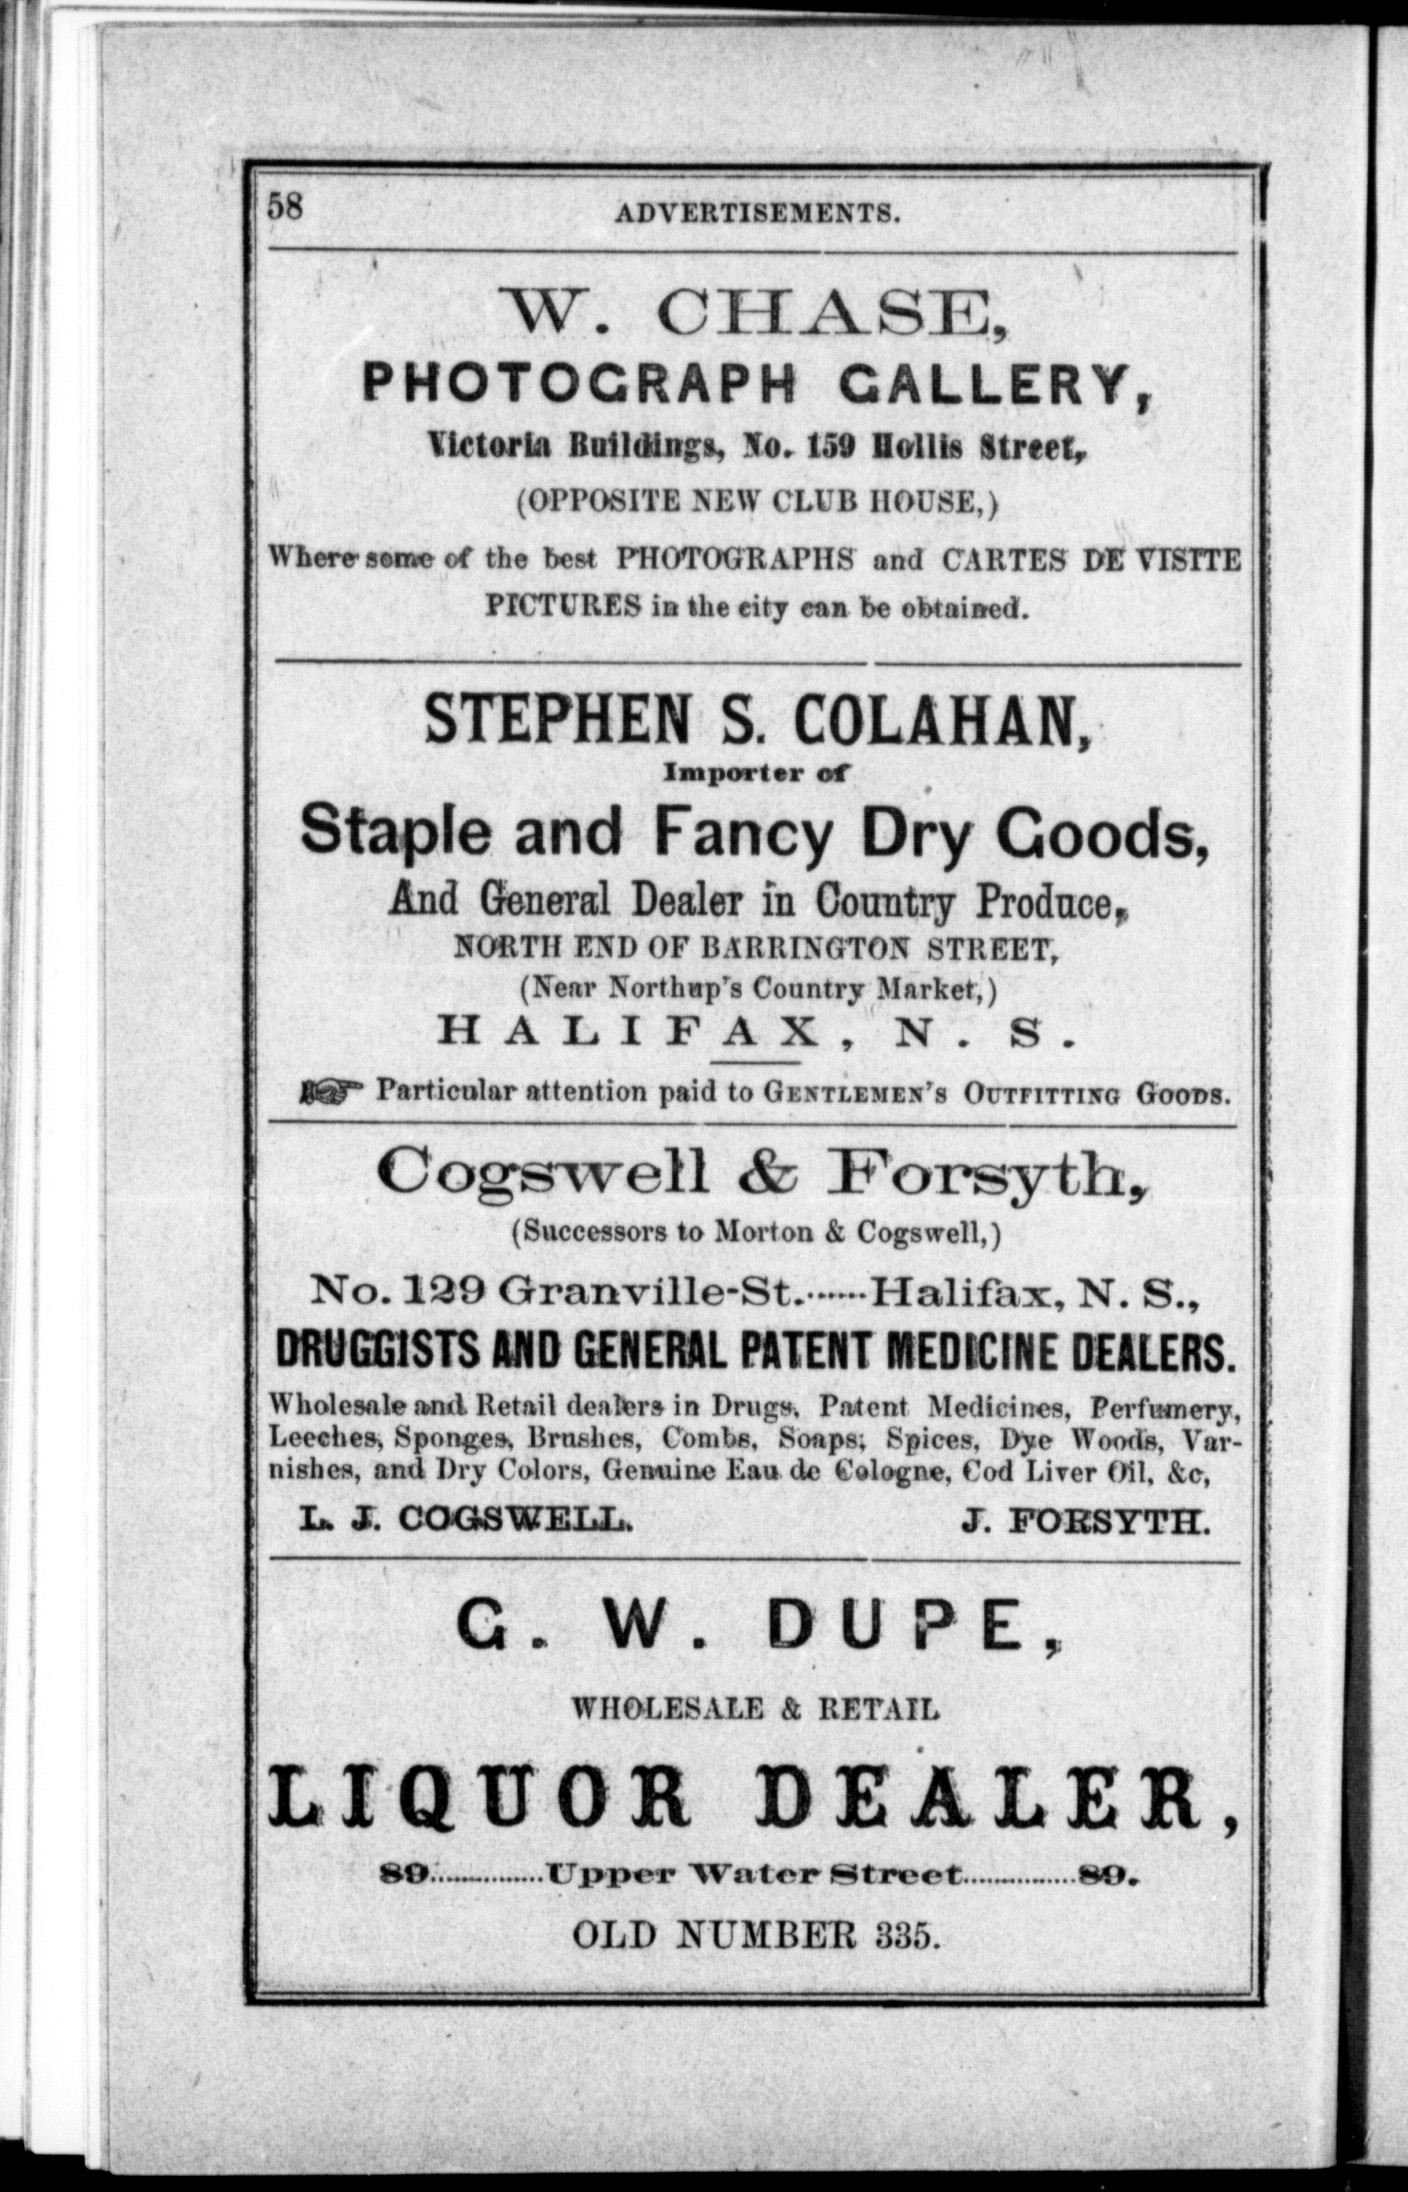 58
ADVERTISEMENTS.
W. CHASE,
PHOTOGRAPH GALLERY,
Victoria Buildings, No. 159 Hollis Street,
(OPPOSITE NEW CLUB HOUSE,)
Where some of the best PHOTOGRAPHS and CARTES DE VISITE
PICTURES in the city can be obtained.
STEPHEN S. COLAHAN,
Importer of
Staple and Fancy Dry Goods,
And General Dealer in Country Produce,
NORTH END OF BARRINGTON STREET,
(Near Northup's Country Market,)
HALIFAX, N. S.
☞ Particular attention paid to GENTLEMEN'S OUTFITTING GOODS.
Cogswell & Forsyth,
(Successors to Morton & Cogswell,)
No. 129 Granville-St.......Halifax, N. S.,
DRUGGISTS AND GENERAL PATENT MEDICINE DEALERS.
Wholesale and Retail dealers in Drugs, Patent Medicines, Perfumery,
Leeches, Sponges, Brushes, Combs, Soaps; Spices, Dye Woods, Var-
nishes, and Dry Colors, Genuine Eau de Cologne, Cod Liver Oil, &c,
L. J. COGSWELL. J. FORSYTH.
G. W. DUPE,
WHOLESALE & RETAIL
LIQUOR DEALER,
89...............Upper Water Street...............89.
OLD NUMBER 335.